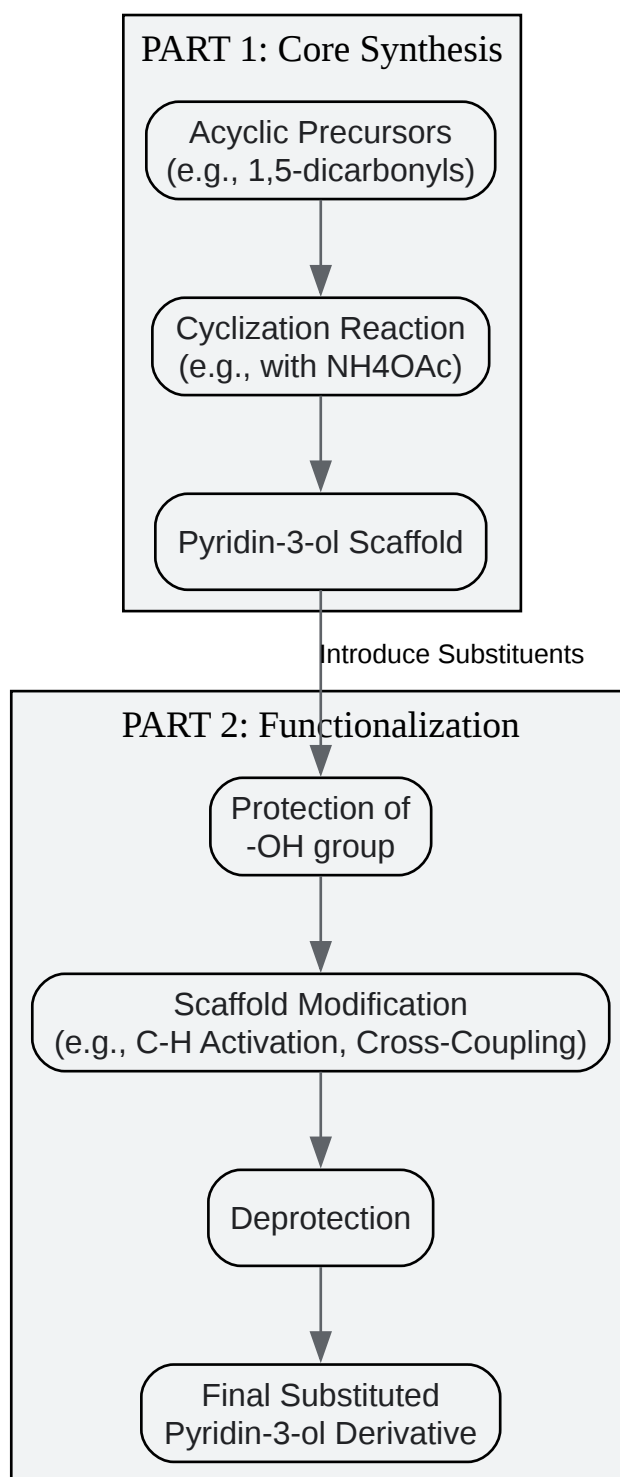 PART 1: Core Synthesis
Acyclic Precursors
(e.g., 1,5-dicarbonyls)
Cyclization Reaction
(e.g., with NH4OAc)
Pyridin-3-ol Scaffold
Introduce Substituents
PART 2: Functionalization
Protection of
-OH group
Scaffold Modification
(e.g., C-H Activation, Cross-Coupling)
Deprotection
Final Substituted
Pyridin-3-ol Derivative